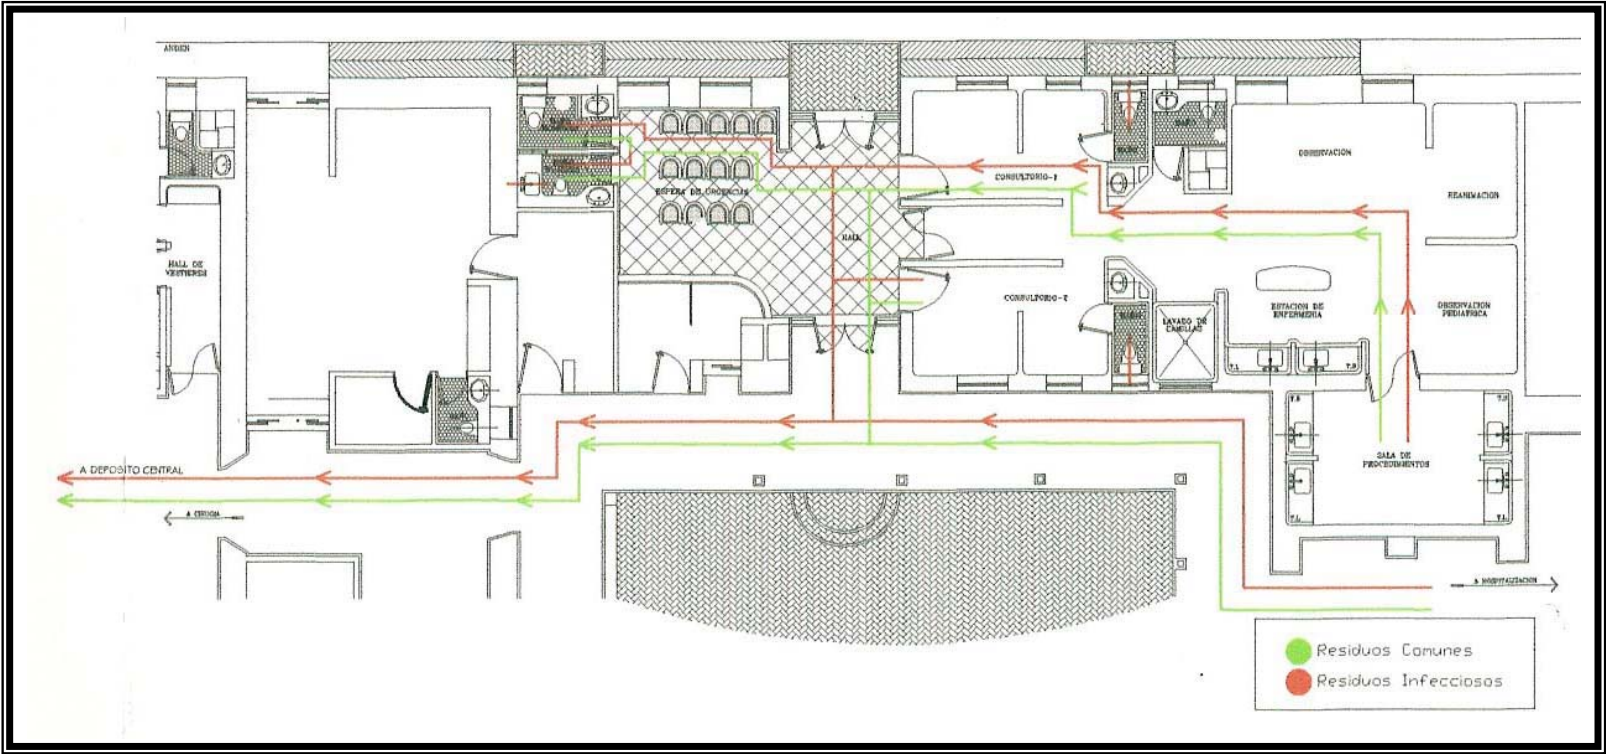 ANDEN
BAÑO
OBSERVACION
CONSULTORIO-1
ESPERA DE URGENCIAS
REANIMACION
HALL
HALL DE
VESTIERES
CONSULTORIO-2
LAVADO DE
CAMILLAS
ESTACION DE
ENFERMERIA
OBSERVACION
PEDIATRICA
T.L
T.S
T.S
T.S
SALA DE
PROCEDIMIENTOS
A DEPOSITO CENTRAL
A CIRUGIA
T.L
T.L
A HOSPITALIZACION
Residuos Comunes
Residuos Infecciosos